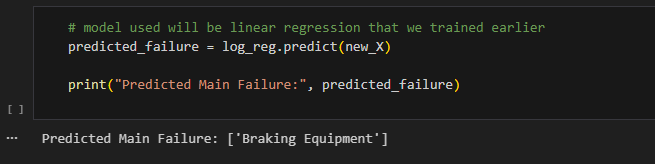 # model used will be linear regression that we trained earlier
predicted_failure = log_reg.predict(new_X)
print("Predicted Main Failure:", predicted_failure)
[ ]
... Predicted Main Failure: ['Braking Equipment']